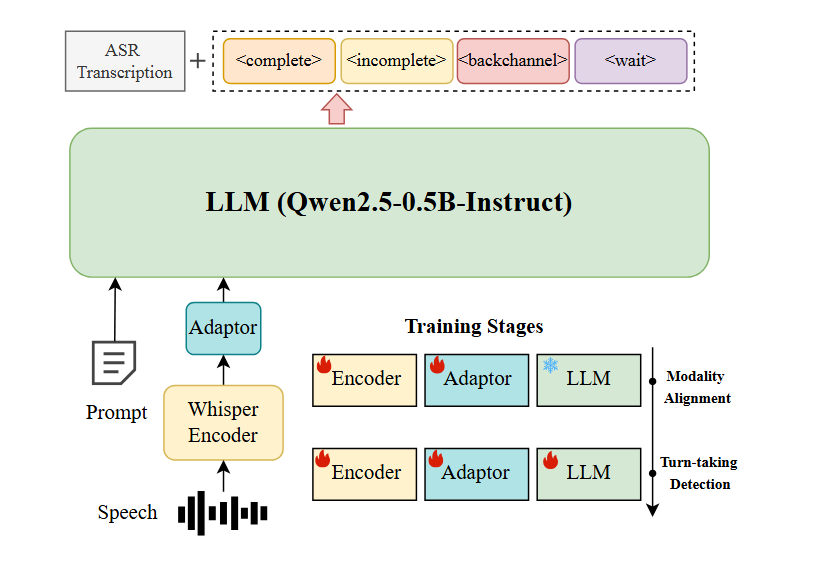 ASR
Transcription
+
<complete>
<incomplete>
<backchannel>
<wait>
LLM (Qwen2.5-0.5B-Instruct)
Adaptor
Prompt
Whisper
Encoder
Speech
Training Stages
Encoder
Adaptor
LLM
Modality
Alignment
Encoder
Adaptor
LLM
Turn-taking
Detection